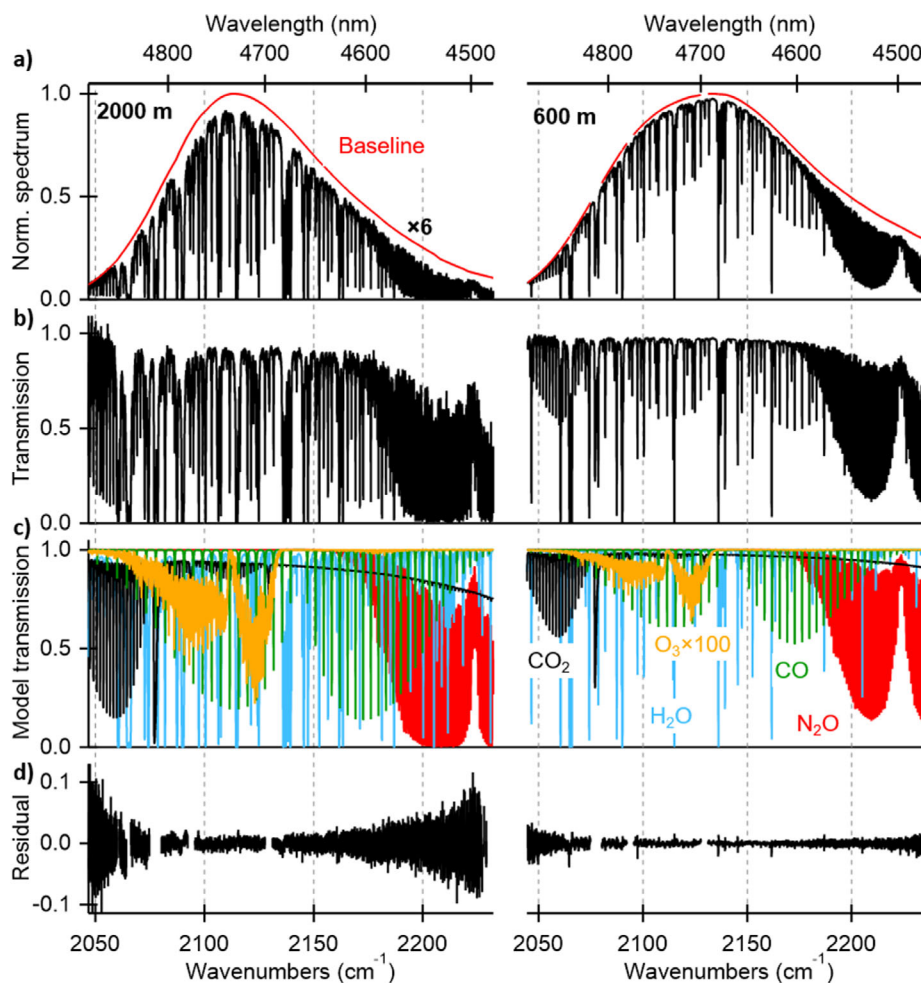 Wavelength (nm) Wavelength (nm)
4800 4700 4600 4500 4800 4700 4600 4500
a)
Norm. spectrum
1.0
0.5
0.0
2000 m
Baseline
×6
600 m
b)
Transmission
1.0
0.5
0.0
c)
Model transmission
1.0
0.5
0.0
CO₂
H₂O
O₃×100
CO
N₂O
d)
Residual
0.1
0.0
-0.1
2050 2100 2150 2200 2050 2100 2150 2200
Wavenumbers (cm⁻¹) Wavenumbers (cm⁻¹)